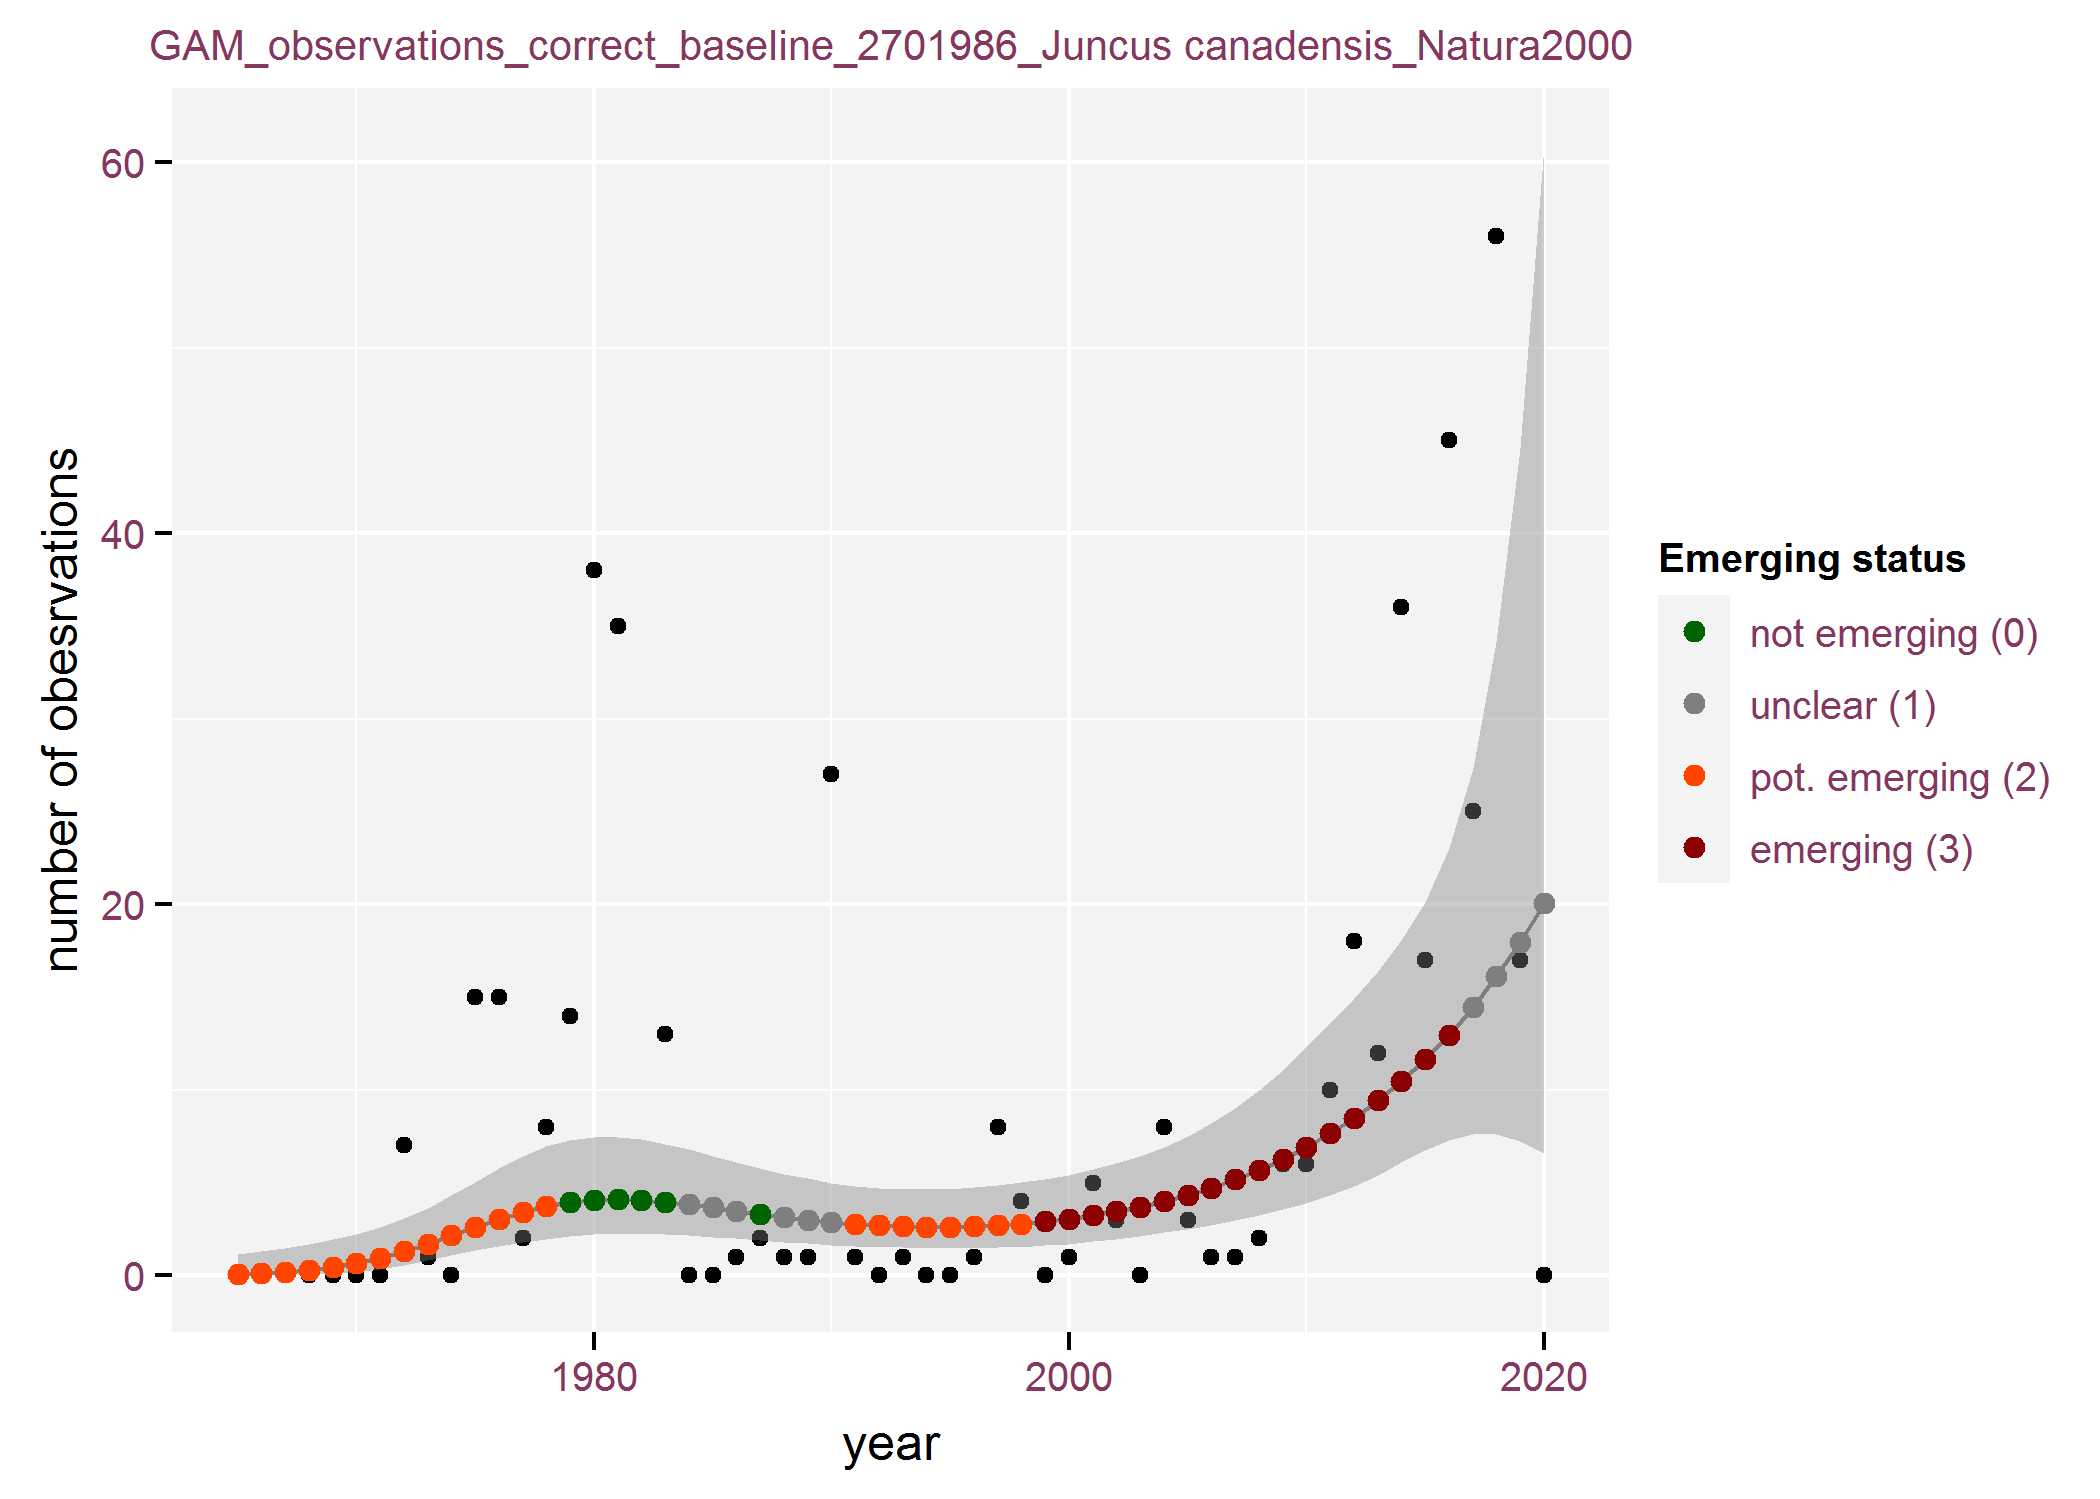 GAM_observations_correct_baseline_2701986_Juncus canadensis_Natura2000
number of obesrvations
60
40
20
0
1980
2000
2020
year
Emerging status
not emerging (0)
unclear (1)
pot. emerging (2)
emerging (3)